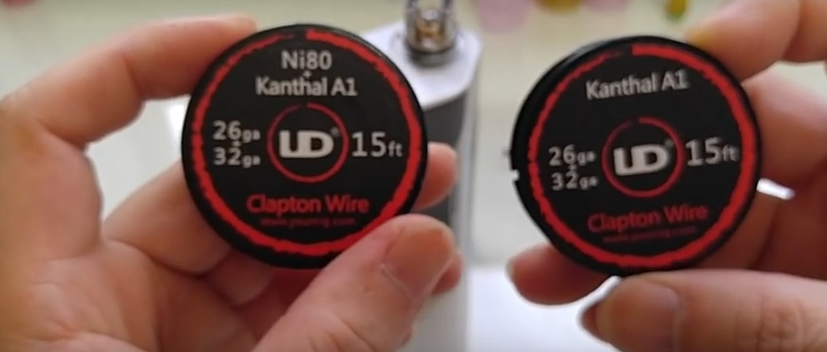 Ni80
+
Kanthal A1
26ga
+
32ga
UD®
15ft
Clapton Wire
Kanthal A1
26ga
+
32ga
UD®
15ft
Clapton Wire